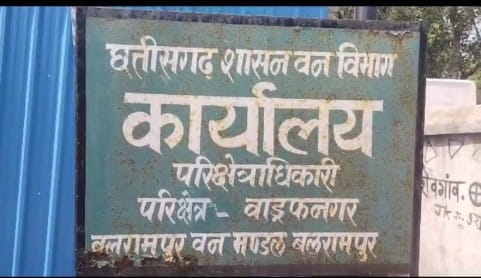 छत्तीसगढ़ शासन वन विभाग
कार्यालय
परिक्षेत्राधिकारी
परिक्षेत्र - वाड्रफनगर
बलरामपुर वन मण्डल बलरामपुर